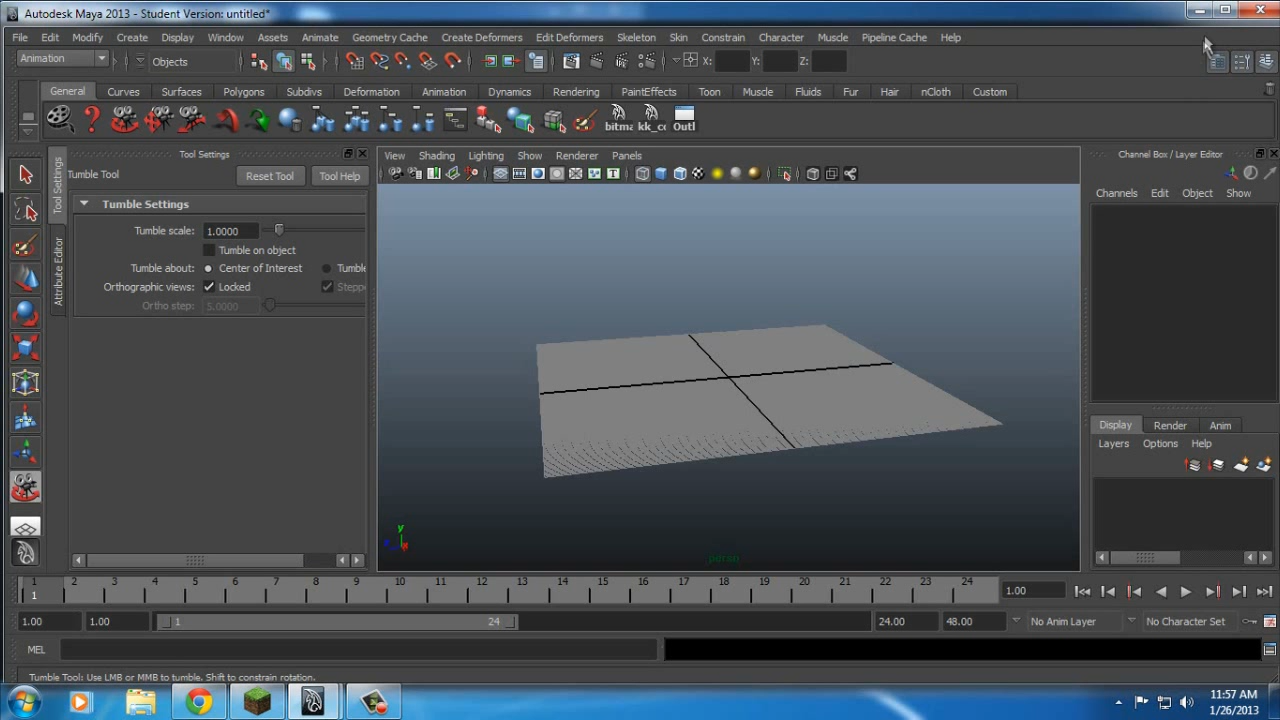 Autodesk Maya 2013 - Student Version: untitled*
File Edit Modify Create Display Window Assets Animate Geometry Cache Create Deformers Edit Deformers Skeleton Skin Constrain Character Muscle Pipeline Cache Help
Animation Objects X: Y: Z:
General Curves Surfaces Polygons Subdivs Deformation Animation Dynamics Rendering PaintEffects Toon Muscle Fluids Fur Hair nCloth Custom
bitma kk_co Outl
Tool Settings
Tumble Tool Reset Tool Tool Help
Tumble Settings
Tumble scale: 1.0000
Tumble on object
Tumble about: Center of Interest Tumble
Orthographic views: Locked Steppe
Ortho step: 5.0000
Tool Settings
Attribute Editor
View Shading Lighting Show Renderer Panels
y
persp
Channel Box / Layer Editor
Channels Edit Object Show
Display Render Anim
Layers Options Help
1 2 3 4 5 6 7 8 9 10 11 12 13 14 15 16 17 18 19 20 21 22 23 24
1 1.00
1.00 1.00 1 24 24.00 48.00 No Anim Layer No Character Set
MEL
Tumble Tool: Use LMB or MMB to tumble. Shift to constrain rotation.
11:57 AM
1/26/2013